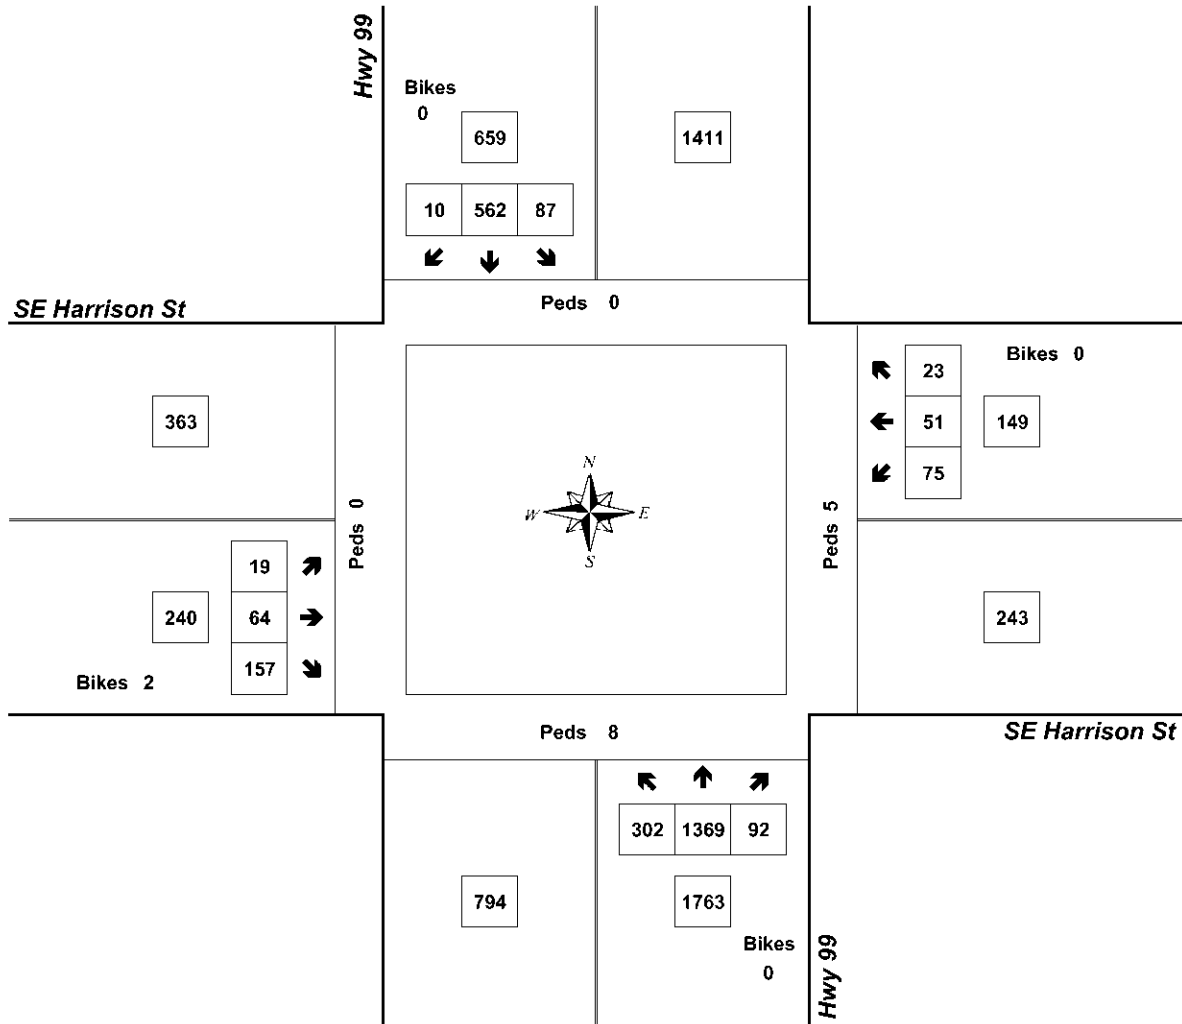 Hwy 99
Bikes
0
659
1411
10 562 87
SE Harrison St
Peds 0
Bikes 0
23
363
51
149
75
N
W E
S
Peds 0
Peds 5
19
240
64
243
157
Bikes 2
Peds 8
SE Harrison St
302 1369 92
794
1763
Bikes
0
Hwy 99